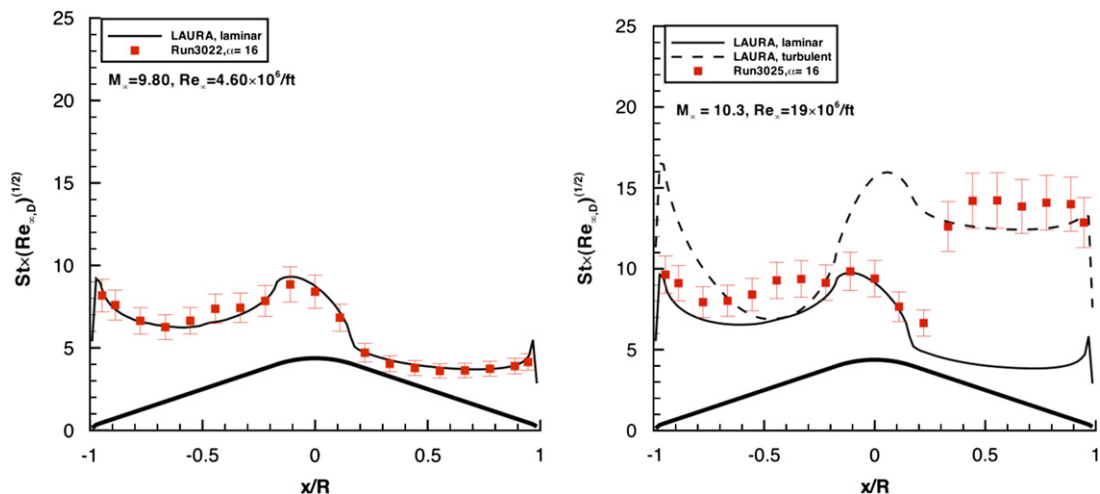 25
LAURA, laminar
Run3022,α= 16
M∞=9.80, Re∞=4.60×10⁶/ft
20
15
10
5
0
St×(Re∞,D)(1/2)
-1
-0.5
0
0.5
1
x/R
25
LAURA, laminar
LAURA, turbulent
Run3025,α= 16
M∞ = 10.3, Re∞=19×10⁶/ft
20
15
10
5
0
St×(Re∞,D)(1/2)
-1
-0.5
0
0.5
1
x/R